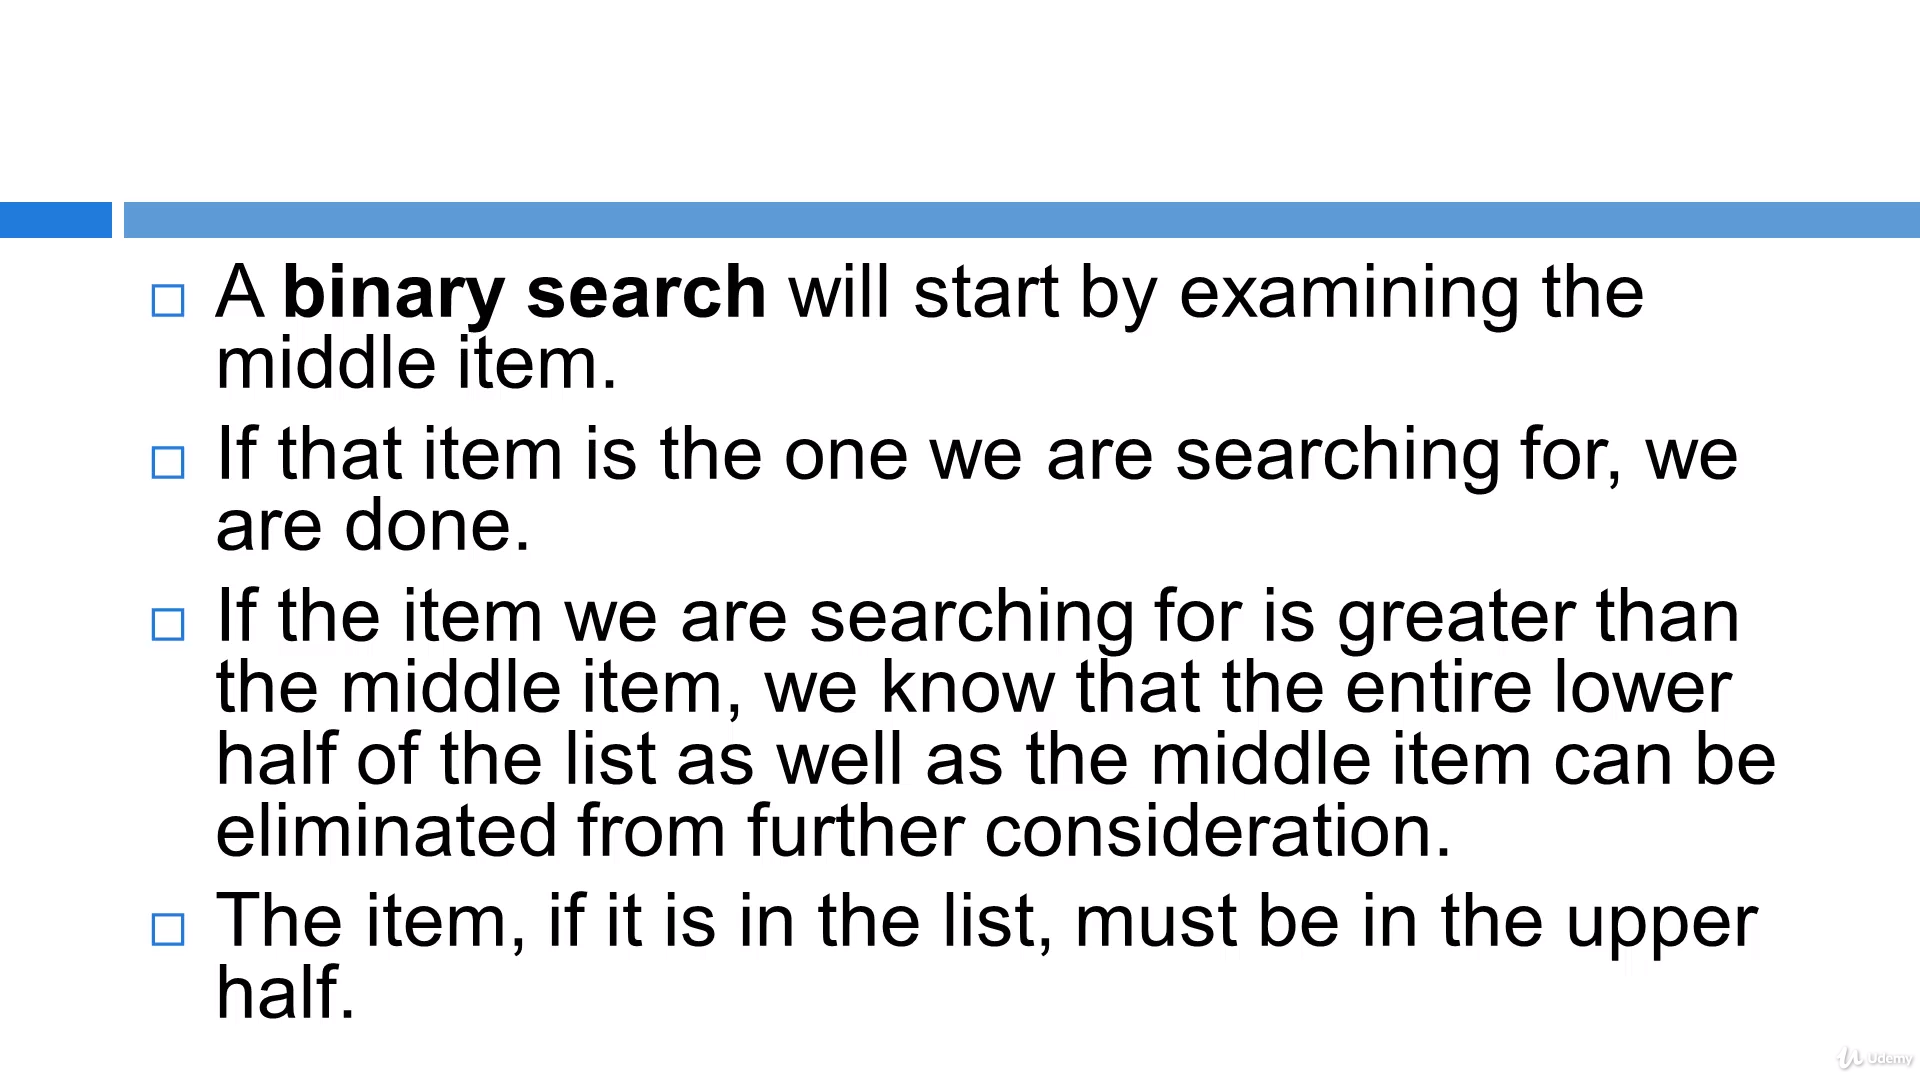 A binary search will start by examining the
middle item.
If that item is the one we are searching for, we
are done.
If the item we are searching for is greater than
the middle item, we know that the entire lower
half of the list as well as the middle item can be
eliminated from further consideration.
The item, if it is in the list, must be in the upper
half.
Udemy